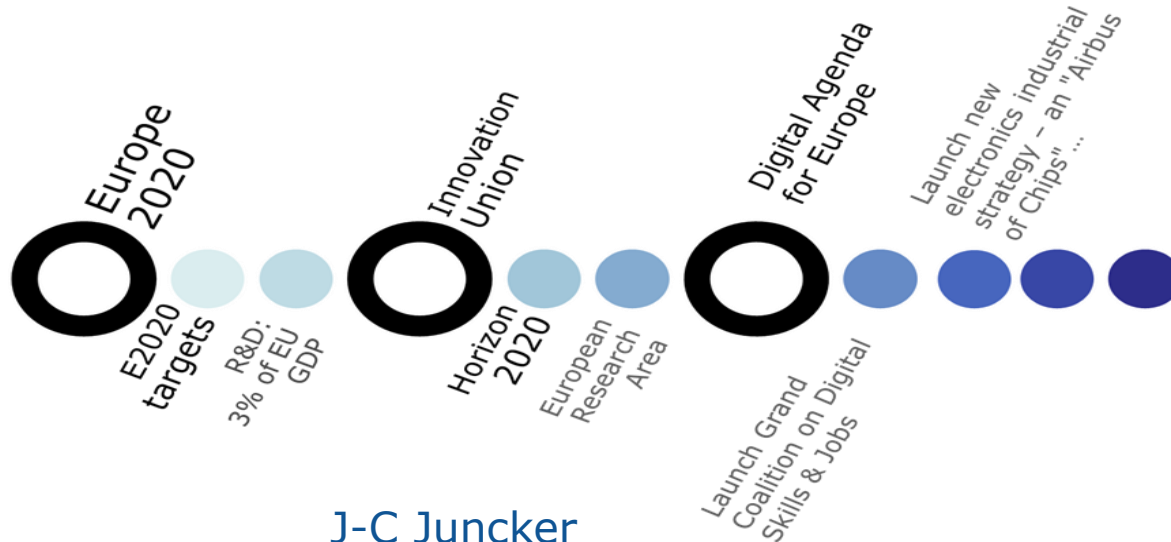 Europe
2020
E2020
targets
R&D:
3% of EU
GDP
Innovation
Union
Horizon
2020
European
Research
Area
Digital Agenda
for Europe
Launch Grand
Coalition on Digital
Skills & Jobs
Launch new
electronics industrial
strategy – an "Airbus
of Chips" ...
J-C Juncker